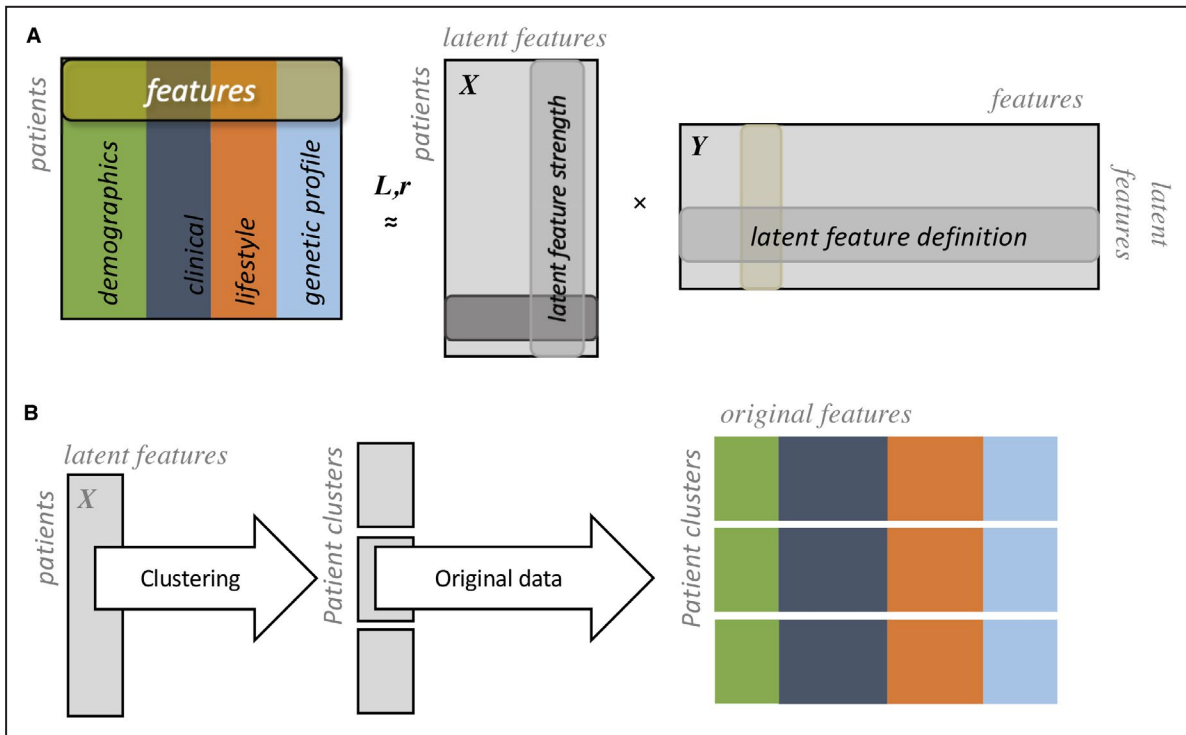 A
latent features
patients
features
demographics
clinical
lifestyle
genetic profile
L,r
≈
patients
X
latent feature strength
×
features
Y
latent feature definition
latent
features
B
latent features
patients
X
Clustering
Patient clusters
Original data
original features
Patient clusters